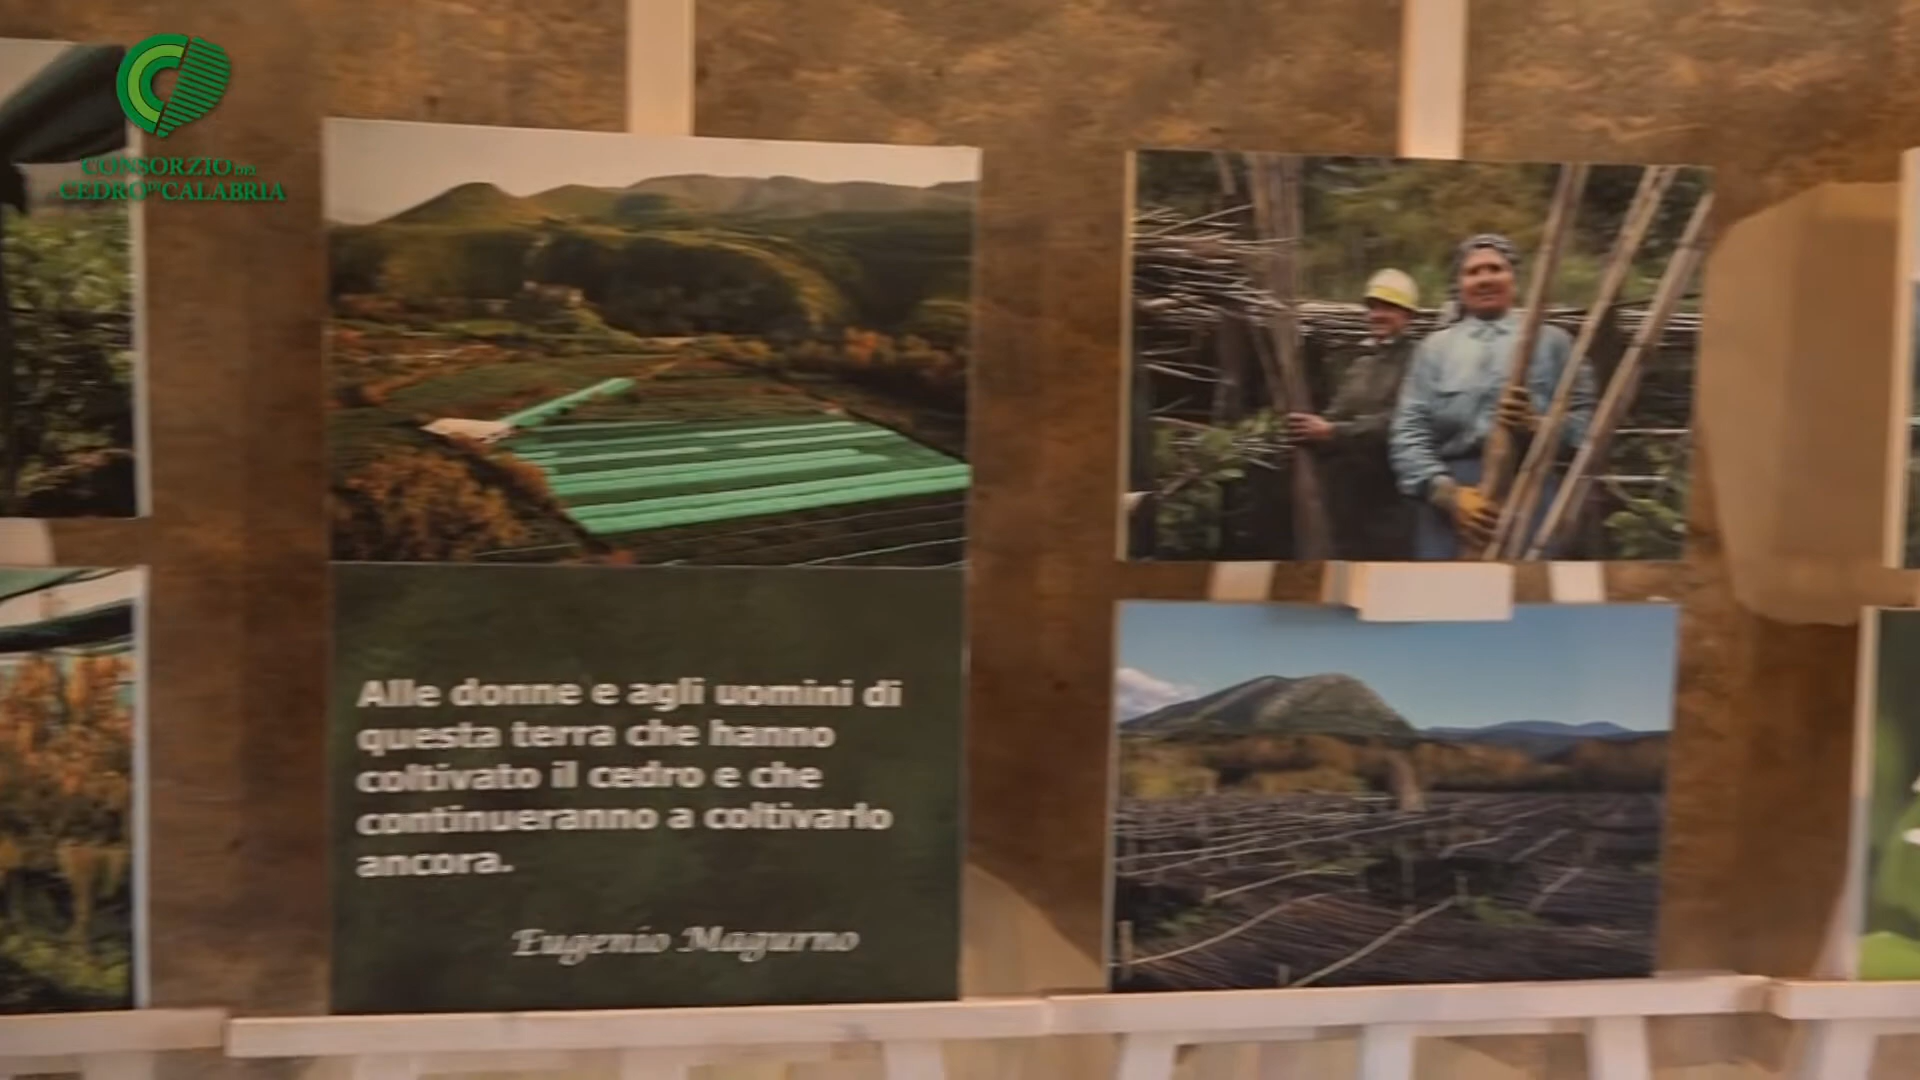 CONSORZIO DEL
CEDRO DI CALABRIA
Alle donne e agli uomini di
questa terra che hanno
coltivato il cedro e che
continueranno a coltivarlo
ancora.
Eugenio Magurno